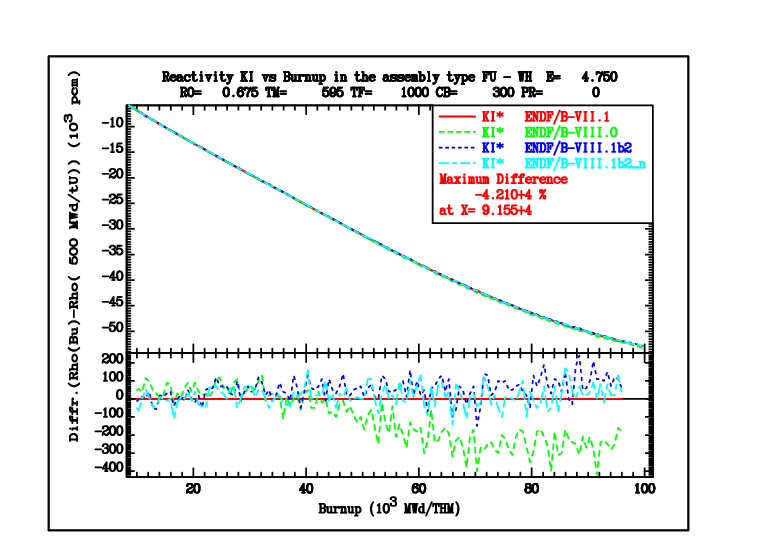 Reactivity KI vs Burnup in the assembly type FU - WH E= 4.750
RO= 0.675 TM= 595 TF= 1000 CB= 300 PR= 0
Diffr.(Rho(Bu)-Rho( 500 MWd/tU)) (10³ pcm)
-10
-15
-20
-25
-30
-35
-40
-45
-50
KI* ENDF/B-VII.1
KI* ENDF/B-VIII.0
KI* ENDF/B-VIII.1b2
KI* ENDF/B-VIII.1b2_n
Maximum Difference
-4.210+4 %
at X= 9.155+4
200
100
0
-100
-200
-300
-400
20 40 60 80 100
Burnup (10³ MWd/THM)